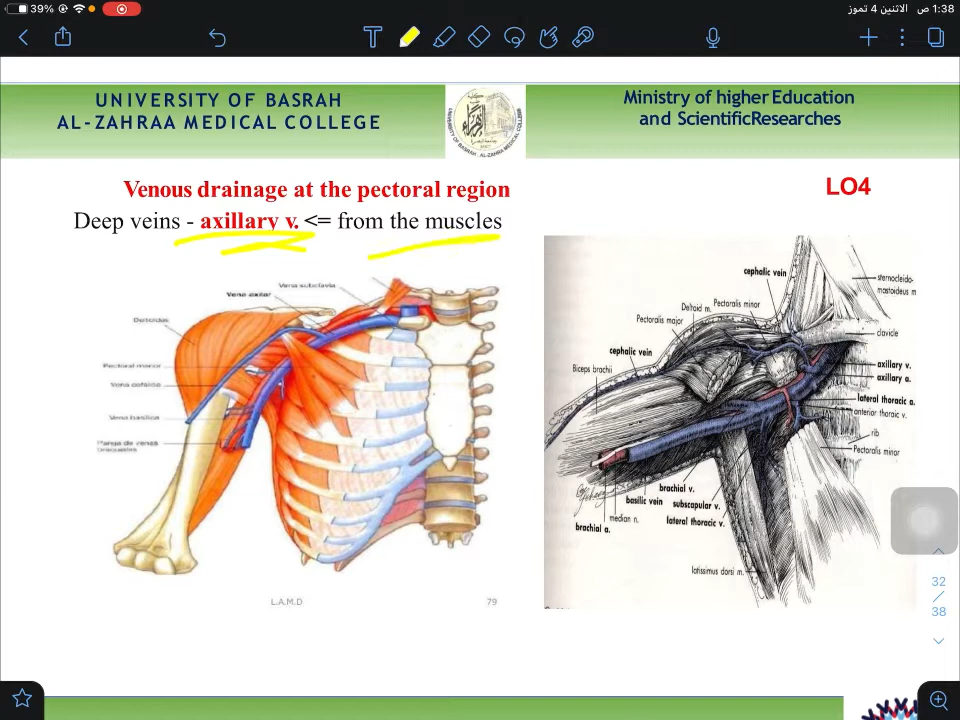 39%
1:38 ص الاثنين 4 تموز
UNIVERSITY OF BASRAH
AL-ZAHRAA MEDICAL COLLEGE
Ministry of higher Education
and ScientificResearches
Venous drainage at the pectoral region
LO4
Deep veins - axillary v. <= from the muscles
Vena subclavia
Vena axilar
Deltoides
Pectoral menor
Vena cefálica
Vena basílica
Pareja de venas
braquiales
L.A.M.D
79
cephalic vein
sternocleido-
mastoideus m
Pectoralis minor
Deltoid m.
Pectoralis major
clavicle
cephalic vein
Biceps brachii
axillary v.
axillary a.
lateral thoracic a.
anterior thoracic v.
rib
Pectoralis minor
brachial v.
basilic vein
subscapular v.
median n.
lateral thoracic v.
brachial a.
latissimus dorsi m.
32
/
38